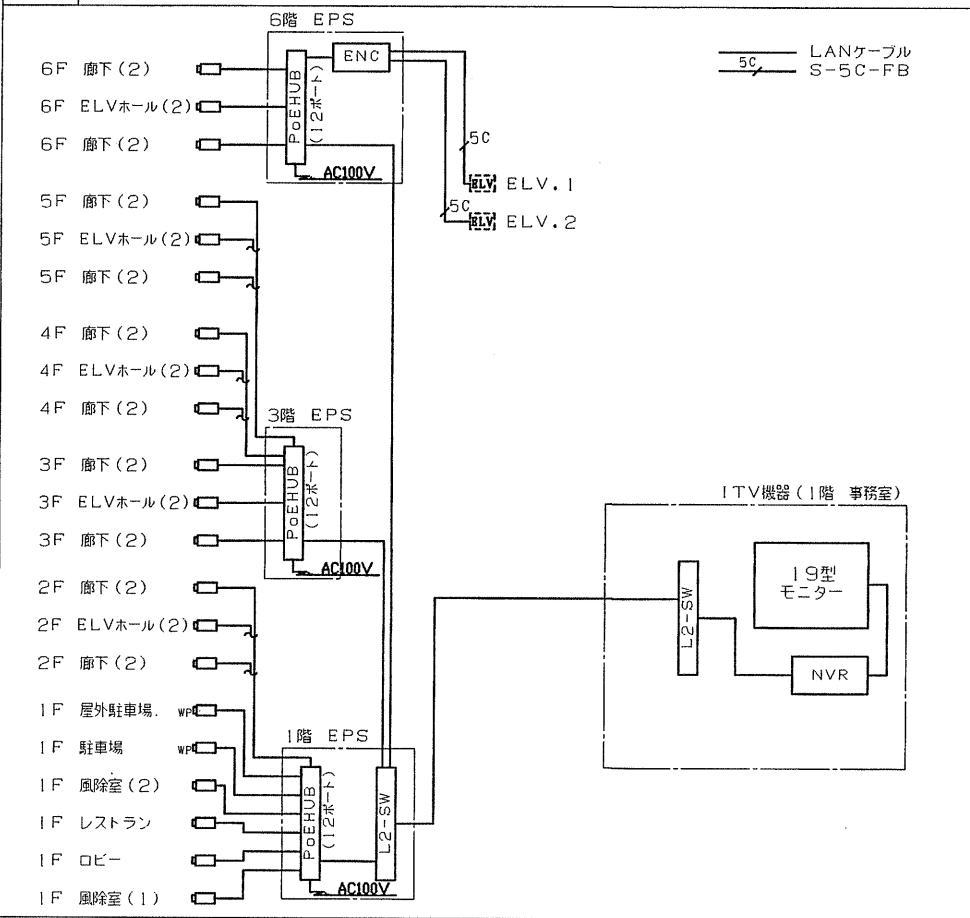 6階 EPS
ENC
PoEHUB
(12ポート)
AC100V
LANケーブル
5C
S-5C-FB
6F 廊下(2)
6F ELVホール(2)
6F 廊下(2)
5C
ELV ELV.1
5C
ELV ELV.2
5F 廊下(2)
5F ELVホール(2)
5F 廊下(2)
4F 廊下(2)
4F ELVホール(2)
4F 廊下(2)
3階 EPS
PoEHUB
(12ポート)
AC100V
3F 廊下(2)
3F ELVホール(2)
3F 廊下(2)
2F 廊下(2)
2F ELVホール(2)
2F 廊下(2)
1F 屋外駐車場. WP
1F 駐車場 WP
1F 風除室(2)
1F レストラン
1F ロビー
1F 風除室(1)
1階 EPS
PoEHUB
(12ポート)
L2-SW
AC100V
ITV機器(1階 事務室)
L2-SW
19型
モニター
NVR